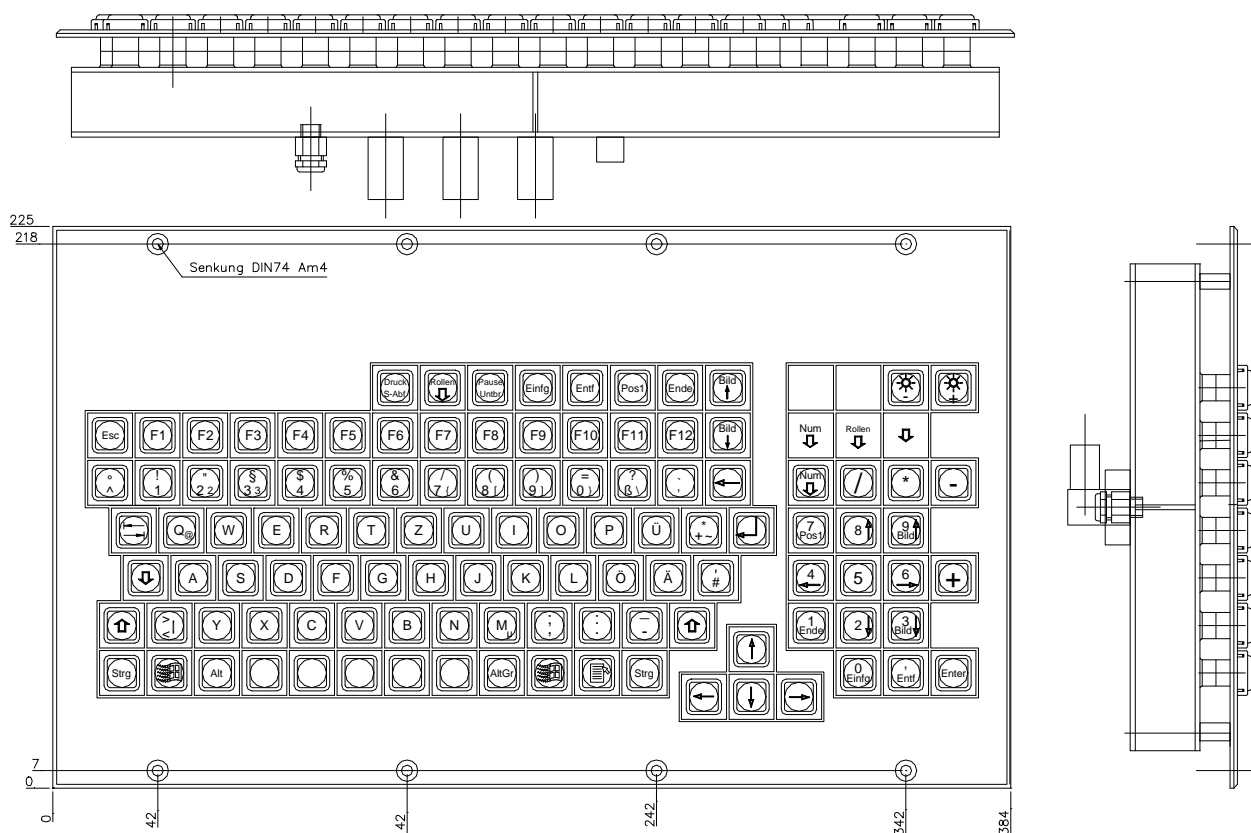 225
218
Senkung DIN74 Am4
Druck S-Abf
Rollen
Pause Untbr
Einfg
Entf
Pos1
Ende
Bild
-
+
Esc
F1
F2
F3
F4
F5
F6
F7
F8
F9
F10
F11
F12
Bild
Num
Rollen
° ^
! 1
" 2 2
§ 3 3
$ 4
% 5
& 6
/ 7 {
( 8 [
) 9 ]
= 0 }
? ß \
Num
/
*
-
Q @
W
E
R
T
Z
U
I
O
P
Ü
* + ~
7 Pos1
8
9 Bild
A
S
D
F
G
H
J
K
L
Ö
Ä
' #
4
5
6
+
> < |
Y
X
C
V
B
N
M µ
; ,
: .
_ -
1 Ende
2
3 Bild
Strg
Alt
AltGr
Strg
0 Einfg
, Entf
Enter
7
0
0
42
42
242
342
384